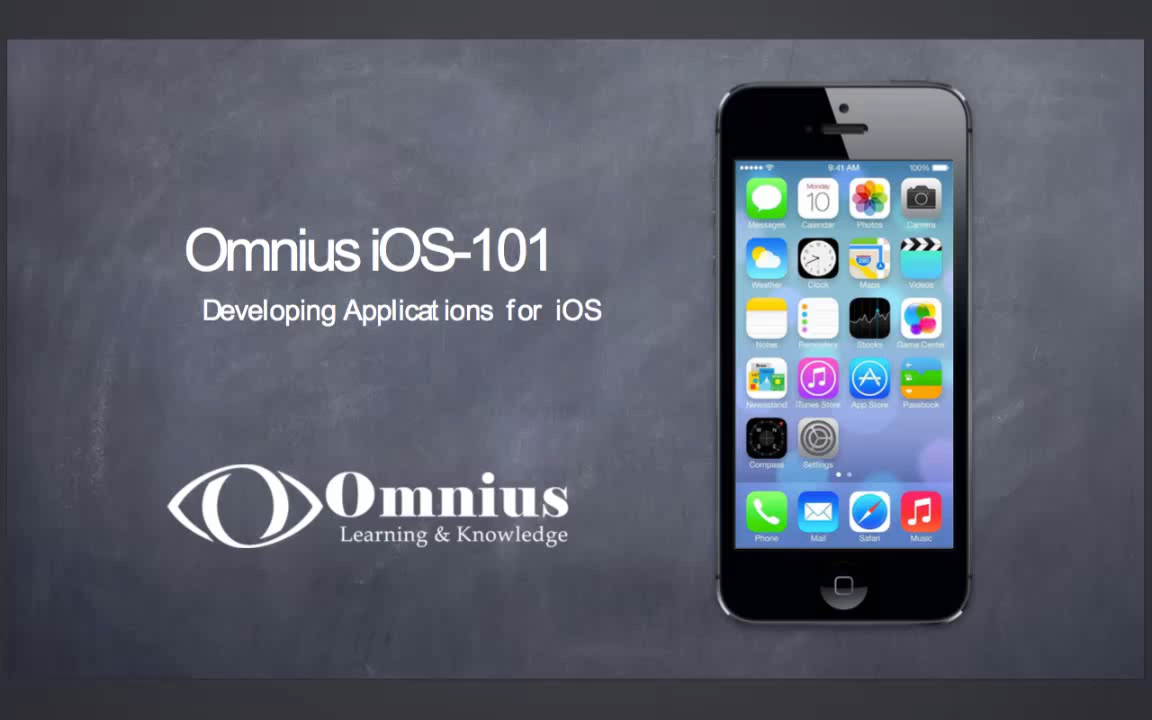 Omnius iOS-101
Developing Applications for iOS
Omnius
Learning & Knowledge
9:41 AM 100%
Monday
10
Messages Calendar Photos Camera
280
Weather Clock Maps Videos
Notes Reminders Stocks Game Center
Newsstand iTunes Store App Store Passbook
Compass Settings
Phone Mail Safari Music